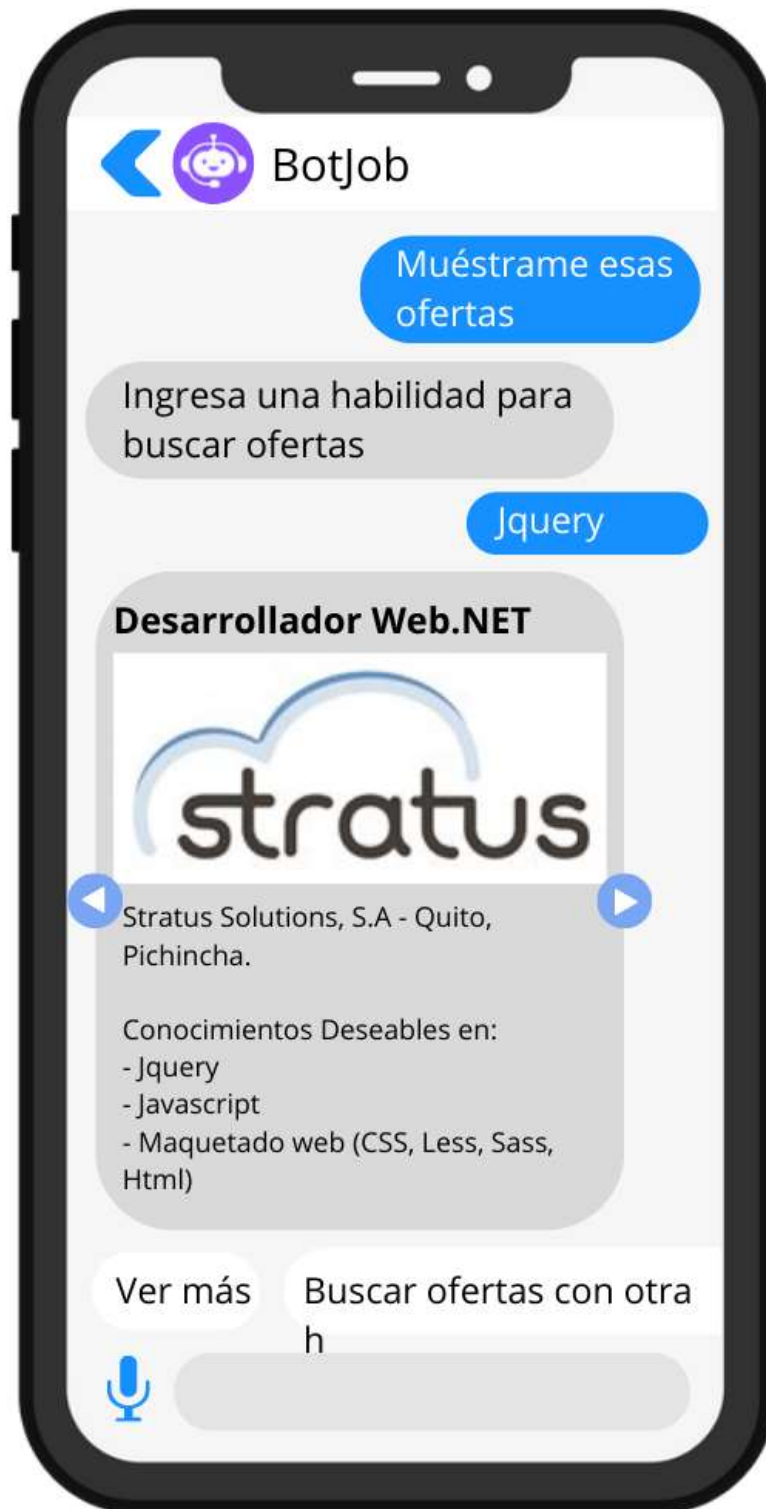 BotJob
Muéstrame esas
ofertas
Ingresa una habilidad para
buscar ofertas
Jquery
Desarrollador Web.NET
stratus
Stratus Solutions, S.A - Quito,
Pichincha.
Conocimientos Deseables en:
- Jquery
- Javascript
- Maquetado web (CSS, Less, Sass,
Html)
Ver más
Buscar ofertas con otra
h